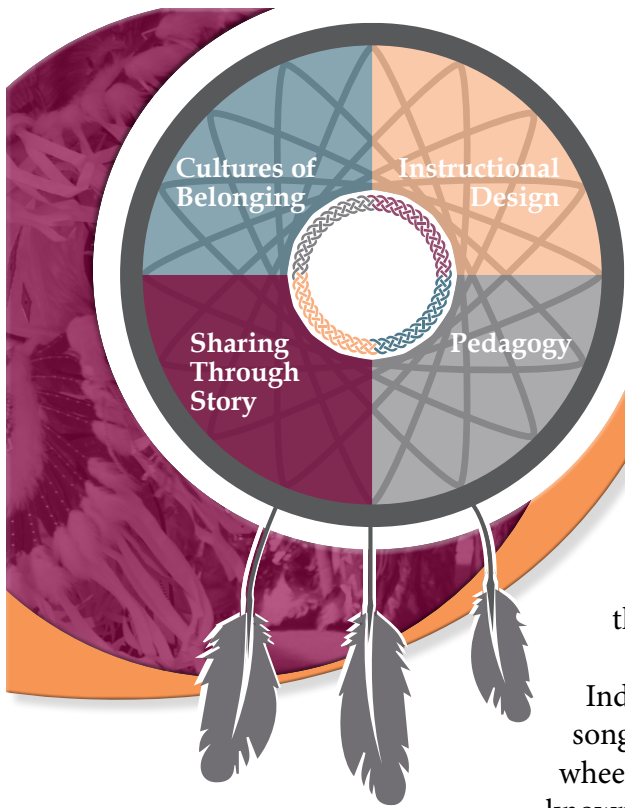 Cultures of
Belonging
Instructional
Design
Sharing
Through
Story
Pedagogy